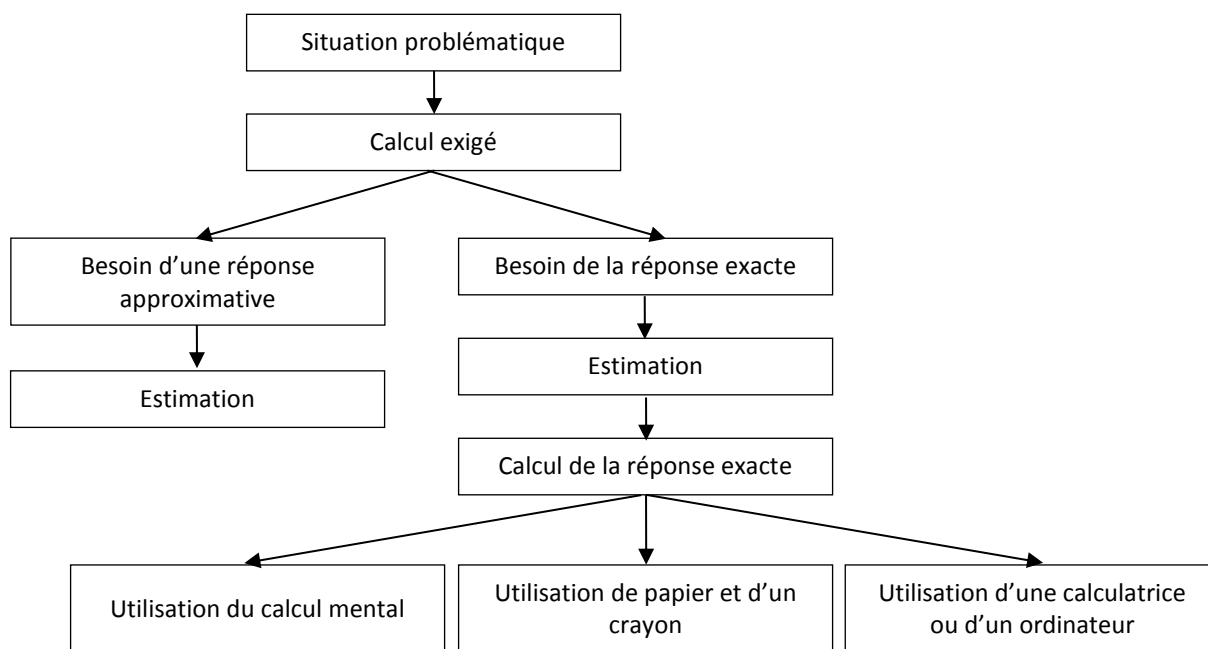 Situation problématique
Calcul exigé
Besoin d’une réponse
approximative
Besoin de la réponse exacte
Estimation
Estimation
Calcul de la réponse exacte
Utilisation du calcul mental
Utilisation de papier et d’un
crayon
Utilisation d’une calculatrice
ou d’un ordinateur